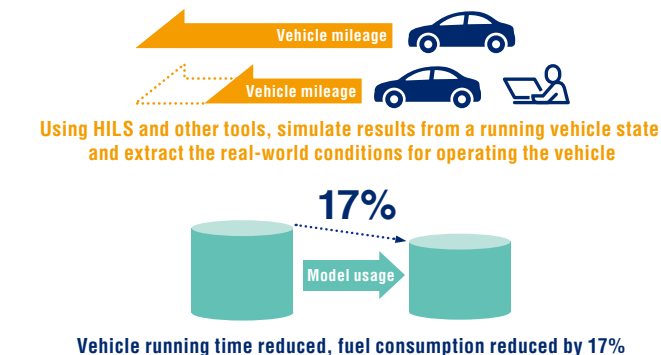 Vehicle mileage
Vehicle mileage
Using HILS and other tools, simulate results from a running vehicle state
and extract the real-world conditions for operating the vehicle
17%
Model usage
Vehicle running time reduced, fuel consumption reduced by 17%